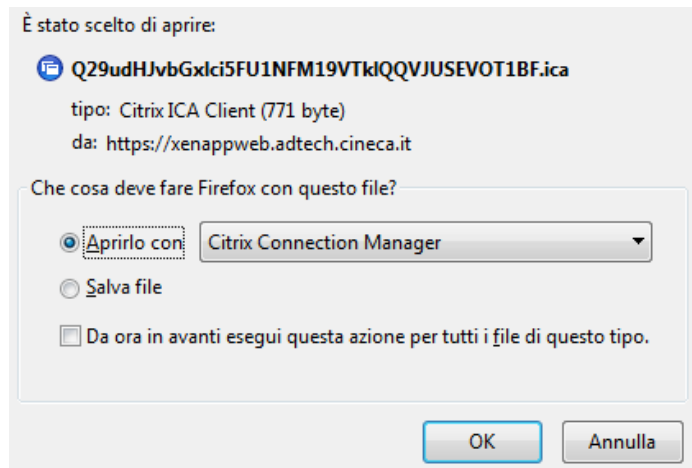 È stato scelto di aprire:
Q29udHJvbGxlci5FU1NFM19VTklQQVJUSEVOT1BF.ica
tipo: Citrix ICA Client (771 byte)
da: https://xenappweb.adtech.cineca.it
Che cosa deve fare Firefox con questo file?
Aprirlo con Citrix Connection Manager
Salva file
Da ora in avanti esegui questa azione per tutti i file di questo tipo.
OK Annulla